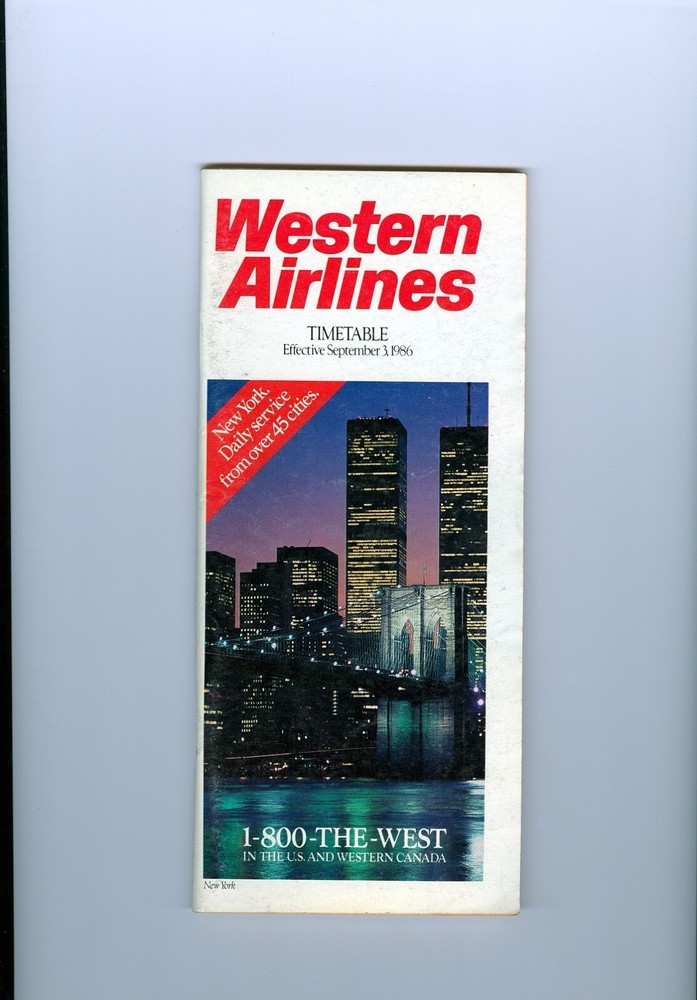 Western
Airlines
TIMETABLE
Effective September 3, 1986
New York.
Daily service
from over 45 cities.
1-800-THE-WEST
IN THE U.S. AND WESTERN CANADA
New York